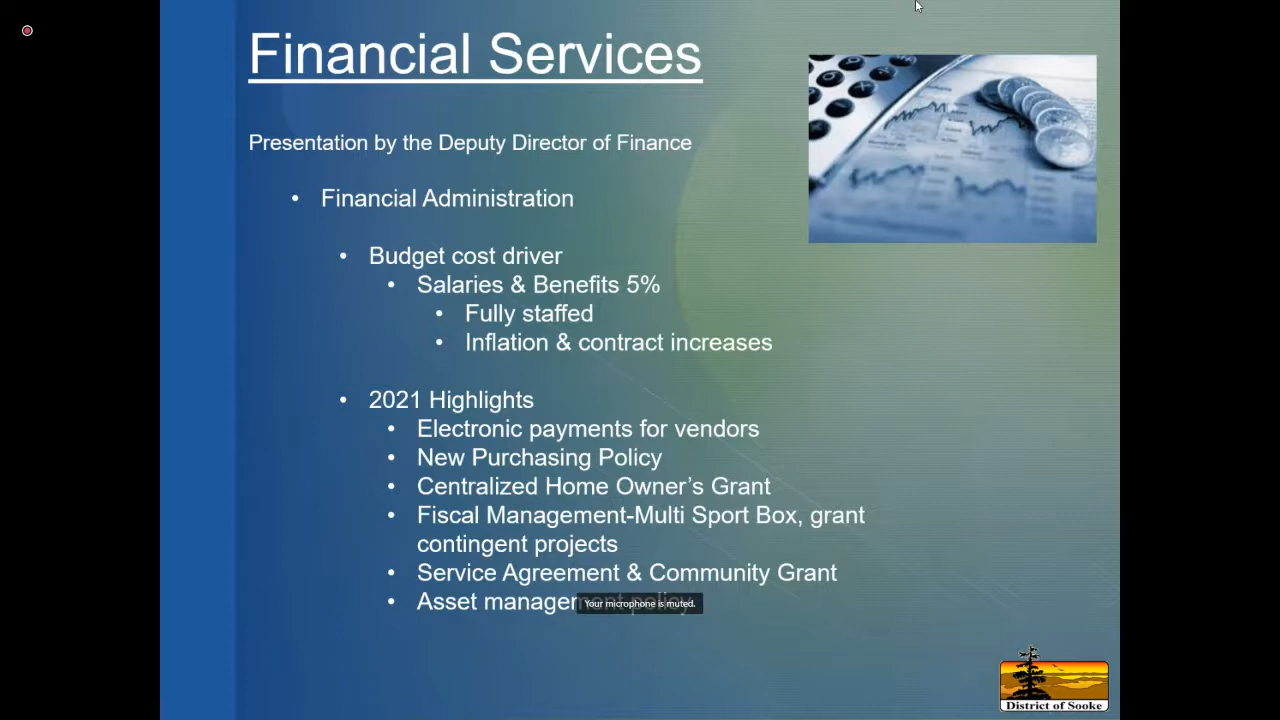 Financial Services
Presentation by the Deputy Director of Finance
• Financial Administration
• Budget cost driver
• Salaries & Benefits 5%
• Fully staffed
• Inflation & contract increases
• 2021 Highlights
• Electronic payments for vendors
• New Purchasing Policy
• Centralized Home Owner’s Grant
• Fiscal Management-Multi Sport Box, grant
contingent projects
• Service Agreement & Community Grant
• Asset management policy
Your microphone is muted.
District of Sooke